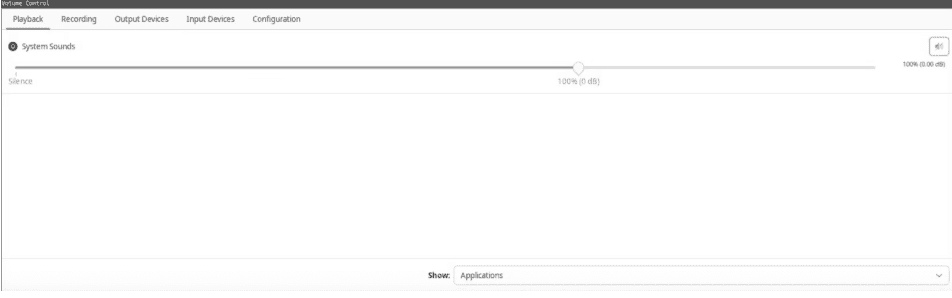 Volume Control
Playback Recording Output Devices Input Devices Configuration
System Sounds
100% (0.00 dB)
Silence 100% (0 dB)
Show: Applications